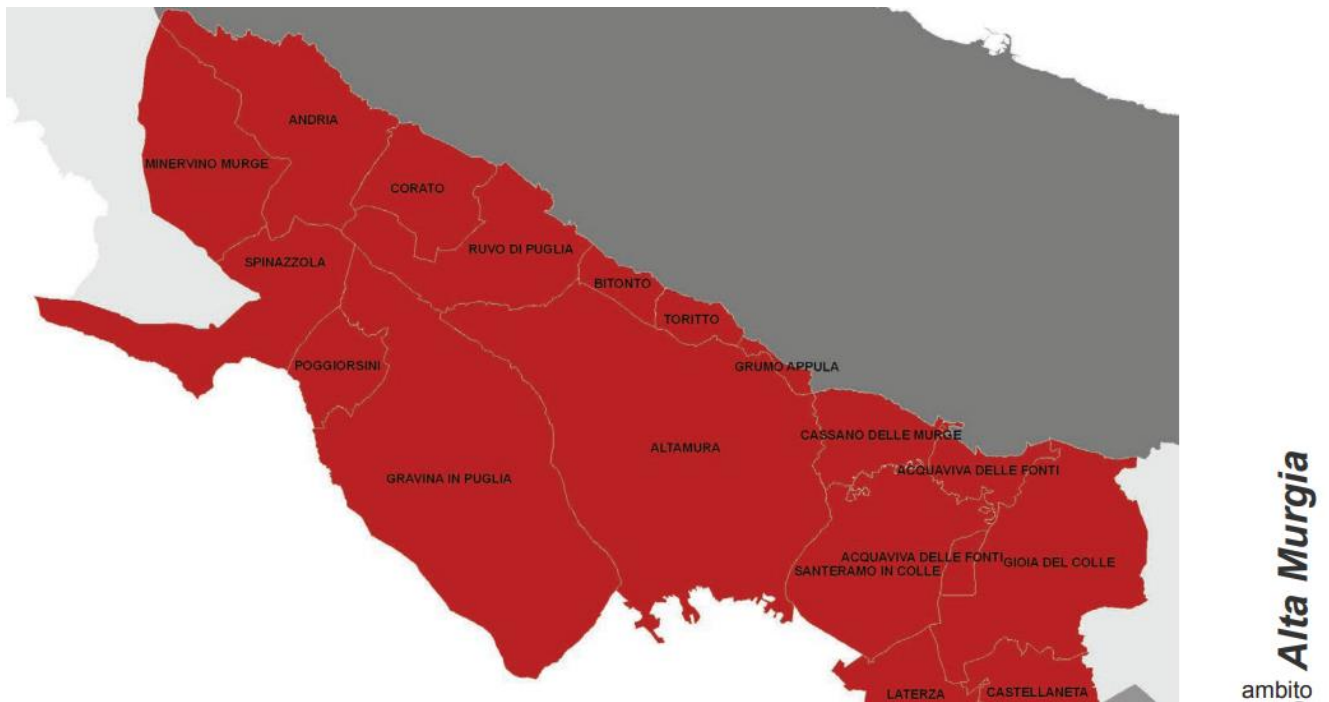 ANDRIA
MINERVINO MURGE
CORATO
RUVO DI PUGLIA
SPINAZZOLA
BITONTO
TORITTO
POGGIORSINI
GRUMO APPULA
CASSANO DELLE MURGE
ALTAMURA
ACQUAVIVA DELLE FONTI
GRAVINA IN PUGLIA
ACQUAVIVA DELLE FONTI
GIOIA DEL COLLE
SANTERAMO IN COLLE
LATERZA
CASTELLANETA
Alta Murgia
ambito